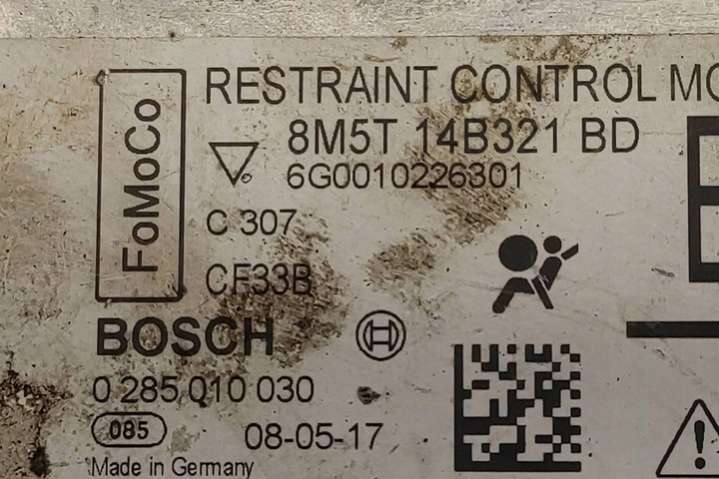 RESTRAINT CONTROL MO
FoMoCo
8M5T 14B321 BD
6G0010226301
C 307
CF33B
BOSCH
0 285 010 030
085
08-05-17
Made in Germany